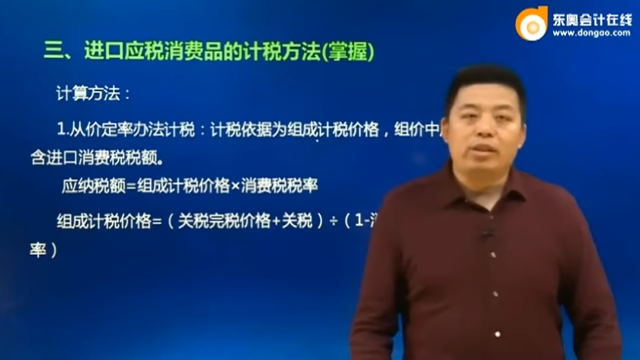 东奥会计在线
www.dongao.com
三、进口应税消费品的计税方法(掌握)
计算方法：
1.从价定率办法计税：计税依据为组成计税价格，组价中
含进口消费税税额。
应纳税额=组成计税价格×消费税税率
组成计税价格=（关税完税价格+关税）÷（1-
率）